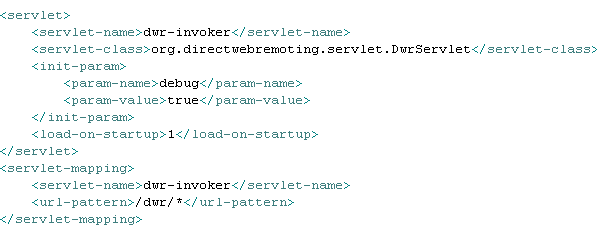 <servlet>
    <servlet-name>dwr-invoker</servlet-name>
    <servlet-class>org.directwebremoting.servlet.DwrServlet</servlet-class>
    <init-param>
        <param-name>debug</param-name>
        <param-value>true</param-value>
    </init-param>
    <load-on-startup>1</load-on-startup>
</servlet>
<servlet-mapping>
    <servlet-name>dwr-invoker</servlet-name>
    <url-pattern>/dwr/*</url-pattern>
</servlet-mapping>